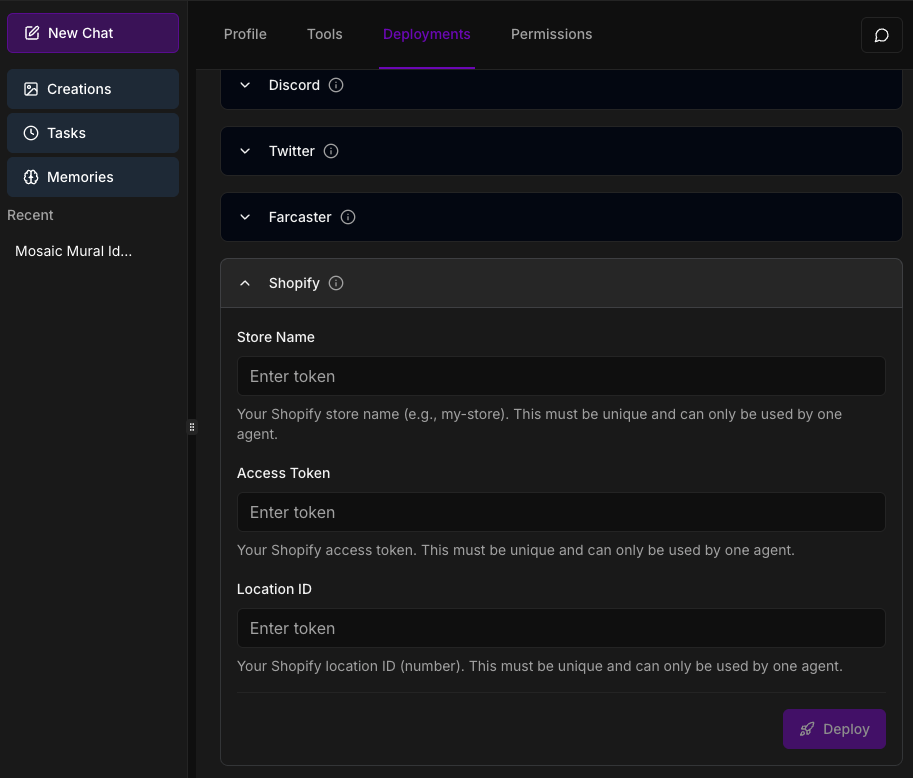 New Chat
Creations
Tasks
Memories
Recent
Mosaic Mural Id...
Profile
Tools
Deployments
Permissions
Discord
Twitter
Farcaster
Shopify
Store Name
Enter token
Your Shopify store name (e.g., my-store). This must be unique and can only be used by one
agent.
Access Token
Enter token
Your Shopify access token. This must be unique and can only be used by one agent.
Location ID
Enter token
Your Shopify location ID (number). This must be unique and can only be used by one agent.
Deploy